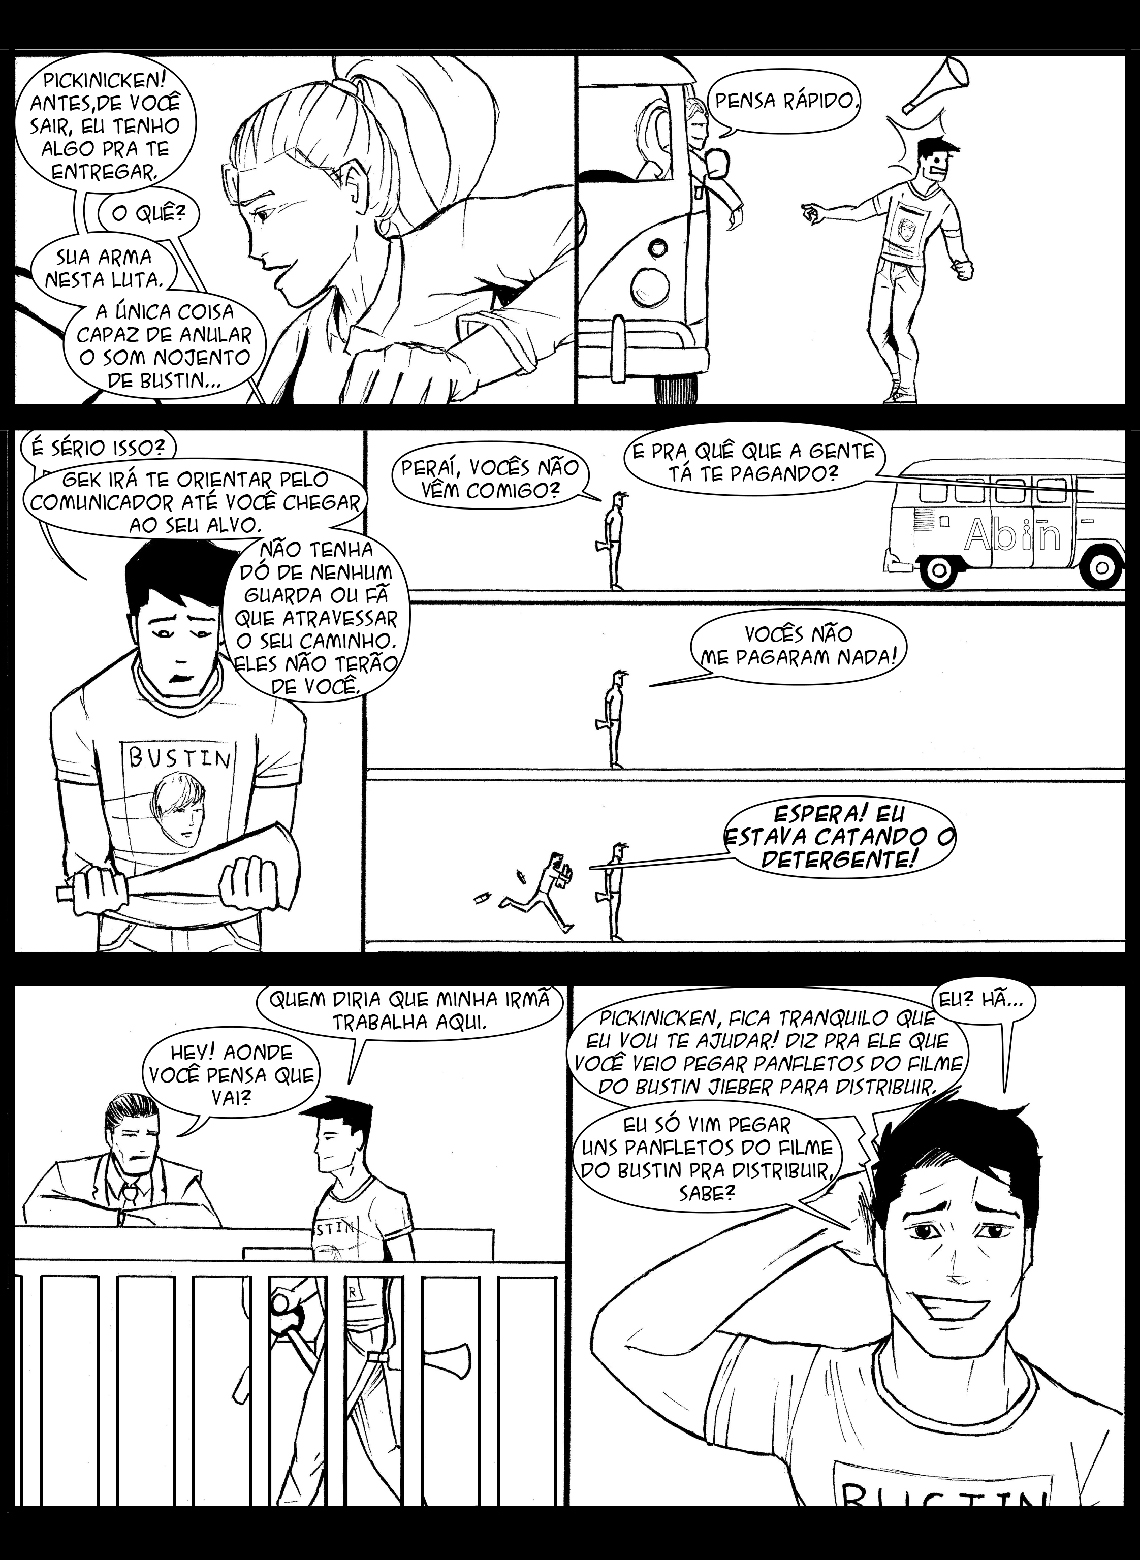 PICKINICKEN!
ANTES,DE VOCÊ
SAIR, EU TENHO
ALGO PRA TE
ENTREGAR.
O QUÊ?
SUA ARMA
NESTA LUTA.
A ÚNICA COISA
CAPAZ DE ANULAR
O SOM NOJENTO
DE BUSTIN...
PENSA RÁPIDO.
É SÉRIO ISSO?
GEK IRÁ TE ORIENTAR PELO
COMUNICADOR ATÉ VOCÊ CHEGAR
AO SEU ALVO.
NÃO TENHA
DÓ DE NENHUM
GUARDA OU FÃ
QUE ATRAVESSAR
O SEU CAMINHO.
ELES NÃO TERÃO
DE VOCÊ.
BUSTIN
PERAÍ, VOCÊS NÃO
VÊM COMIGO?
E PRA QUÊ QUE A GENTE
TÁ TE PAGANDO?
Abin
VOCÊS NÃO
ME PAGARAM NADA!
ESPERA! EU
ESTAVA CATANDO O
DETERGENTE!
QUEM DIRIA QUE MINHA IRMÃ
TRABALHA AQUI.
HEY! AONDE
VOCÊ PENSA QUE
VAI?
STIN
R
EU? HÃ...
PICKINICKEN, FICA TRANQUILO QUE
EU VOU TE AJUDAR! DIZ PRA ELE QUE
VOCÊ VEIO PEGAR PANFLETOS DO FILME
DO BUSTIN JIEBER PARA DISTRIBUIR.
EU SÓ VIM PEGAR
UNS PANFLETOS DO FILME
DO BUSTIN PRA DISTRIBUIR,
SABE?
BUSTIN